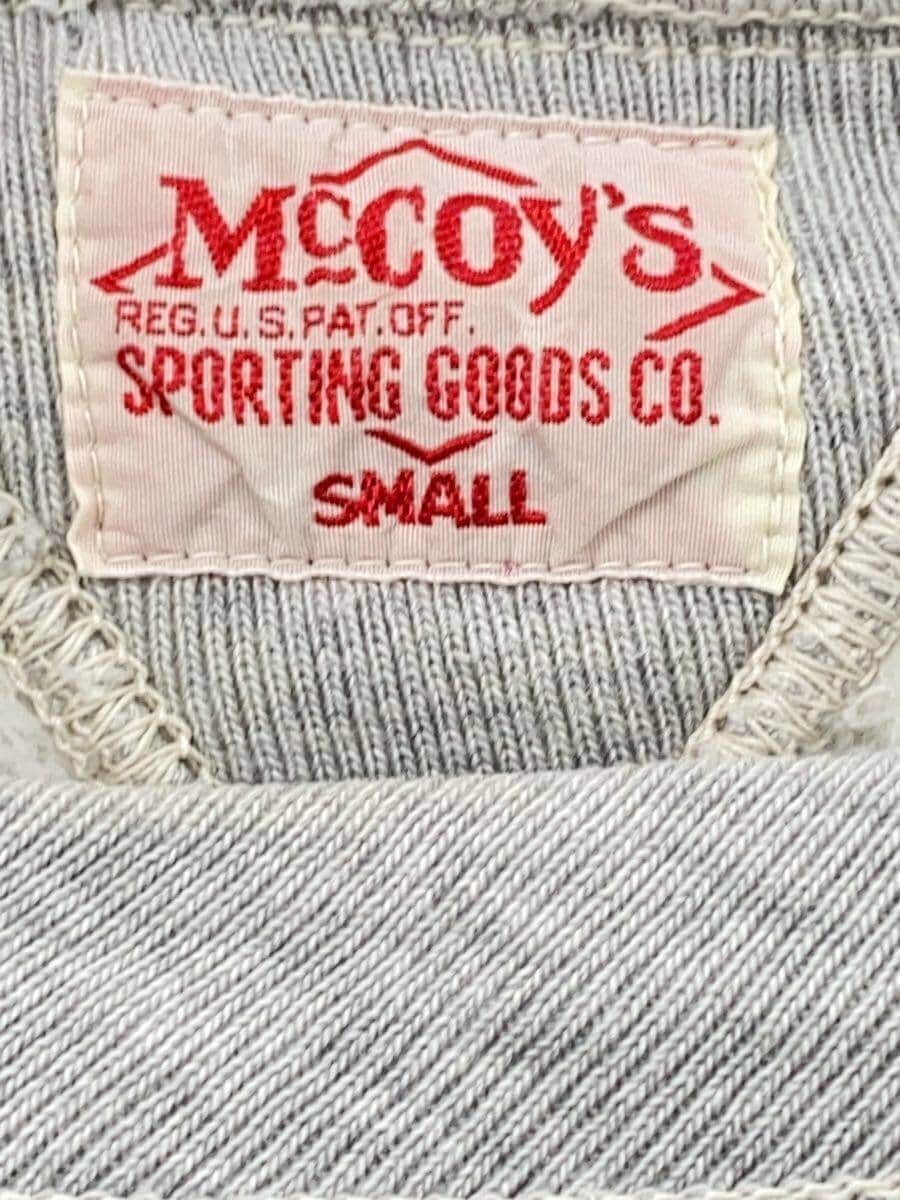 McCOY'S
REG.U.S.PAT.OFF.
SPORTING GOODS CO.
SMALL